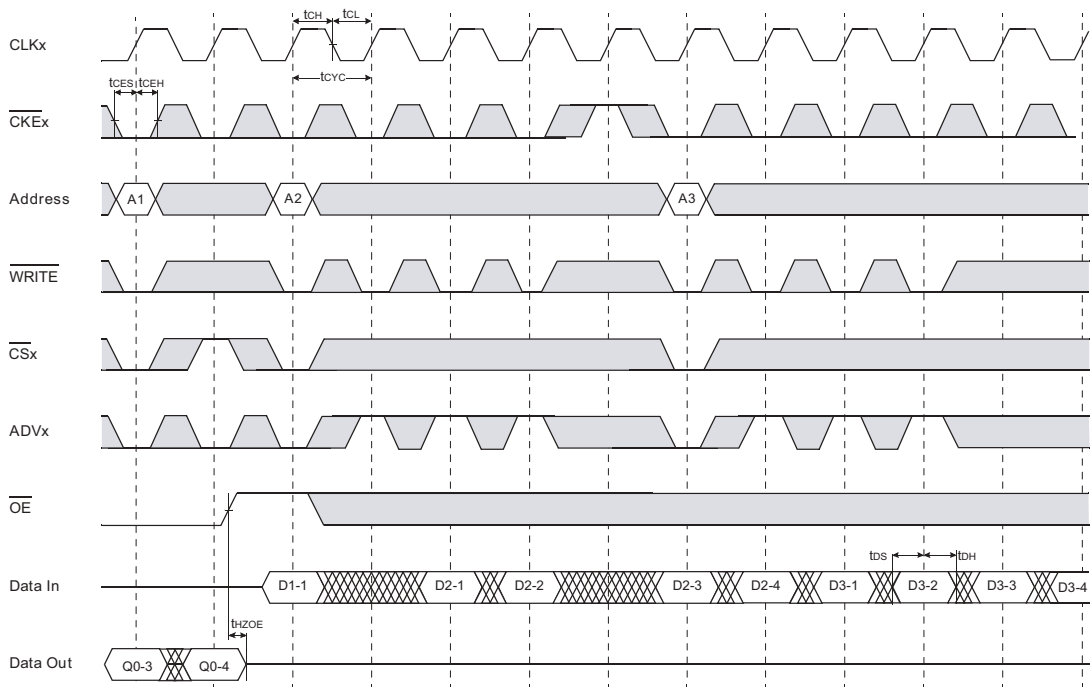 tCH tCL
CLKx
tCES tCEH tCYC
CKEx
Address A1 A2 A3
WRITE
CSx
ADVx
OE
tDS tDH
Data In D1-1 D2-1 D2-2 D2-3 D2-4 D3-1 D3-2 D3-3 D3-4
tHZOE
Data Out Q0-3 Q0-4